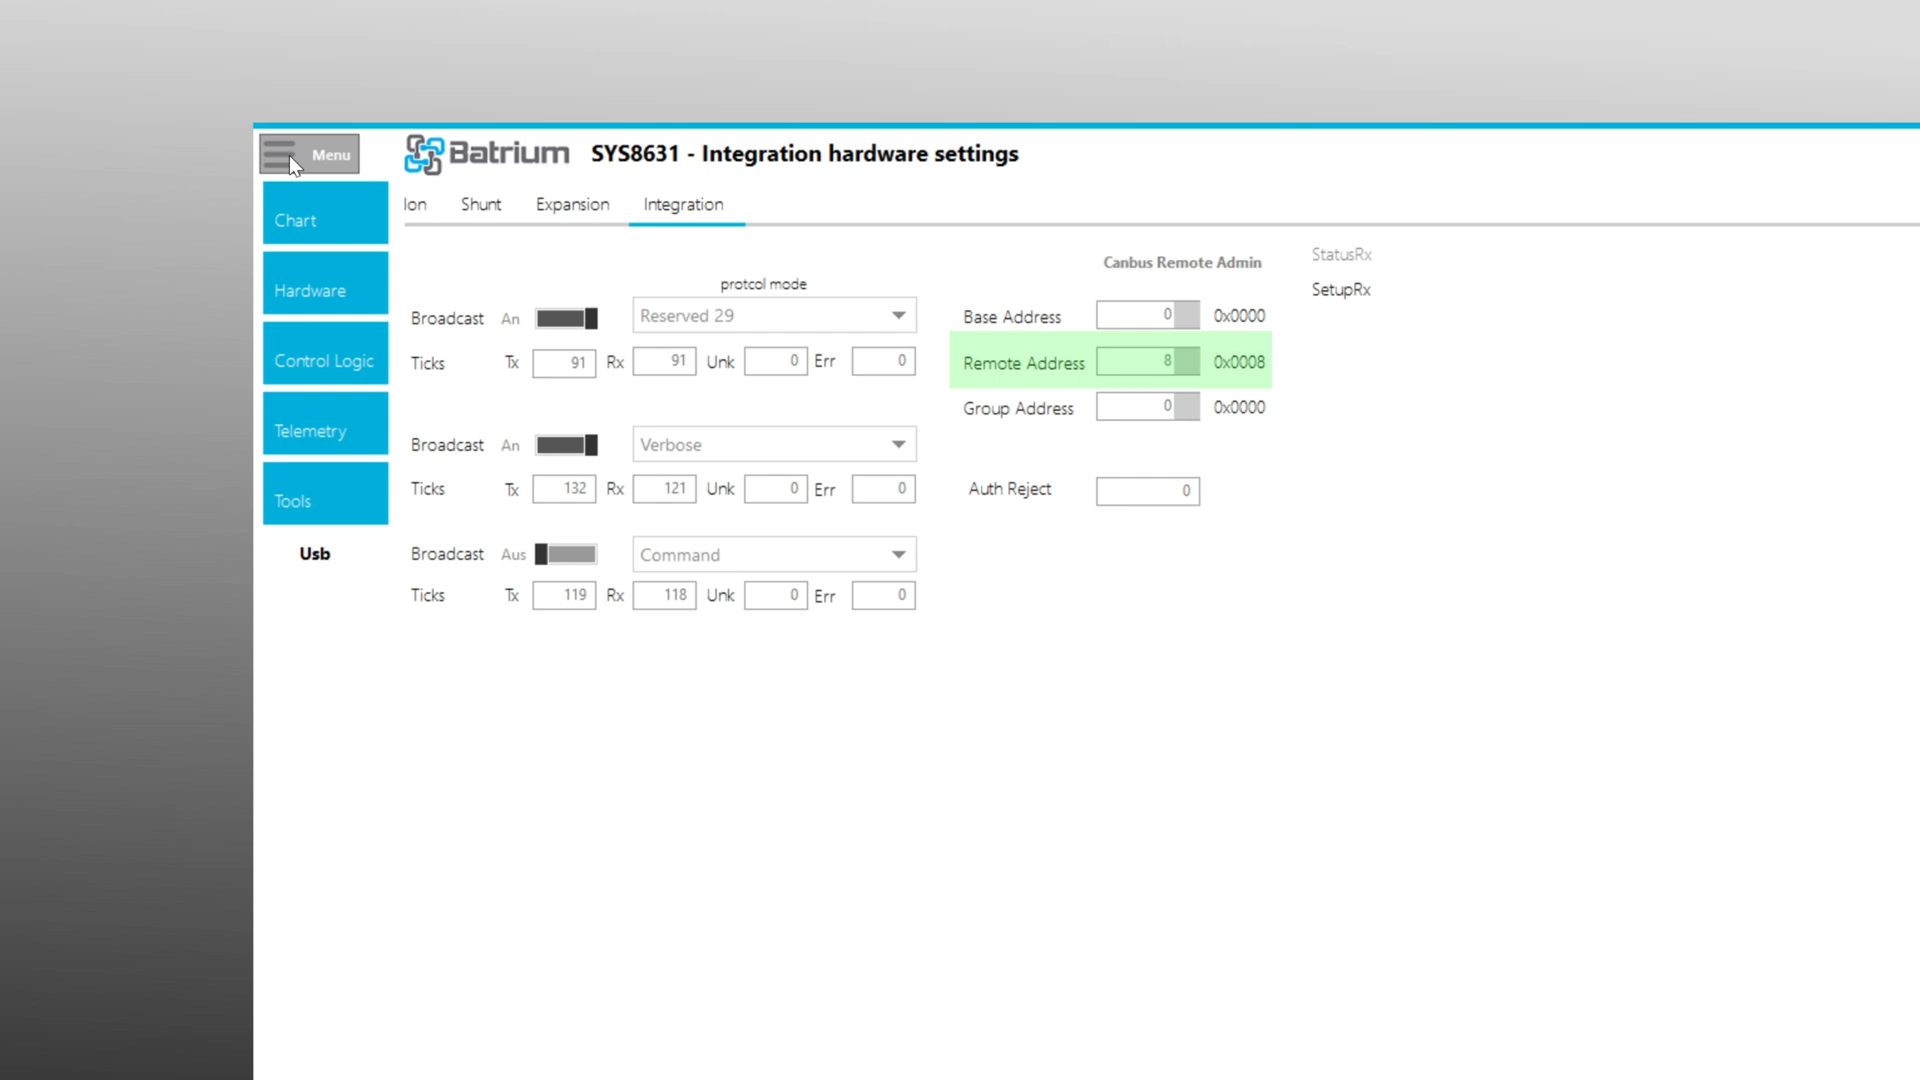 Menu
Batrium
SYS8631 - Integration hardware settings
Chart
Hardware
Control Logic
Telemetry
Tools
Usb
Ion Shunt Expansion Integration
protcol mode
Broadcast An Reserved 29
Ticks Tx 91 Rx 91 Unk 0 Err 0
Broadcast An Verbose
Ticks Tx 132 Rx 121 Unk 0 Err 0
Broadcast Aus Command
Ticks Tx 119 Rx 118 Unk 0 Err 0
Canbus Remote Admin
Base Address 0 0x0000
Remote Address 8 0x0008
Group Address 0 0x0000
Auth Reject 0
StatusRx
SetupRx